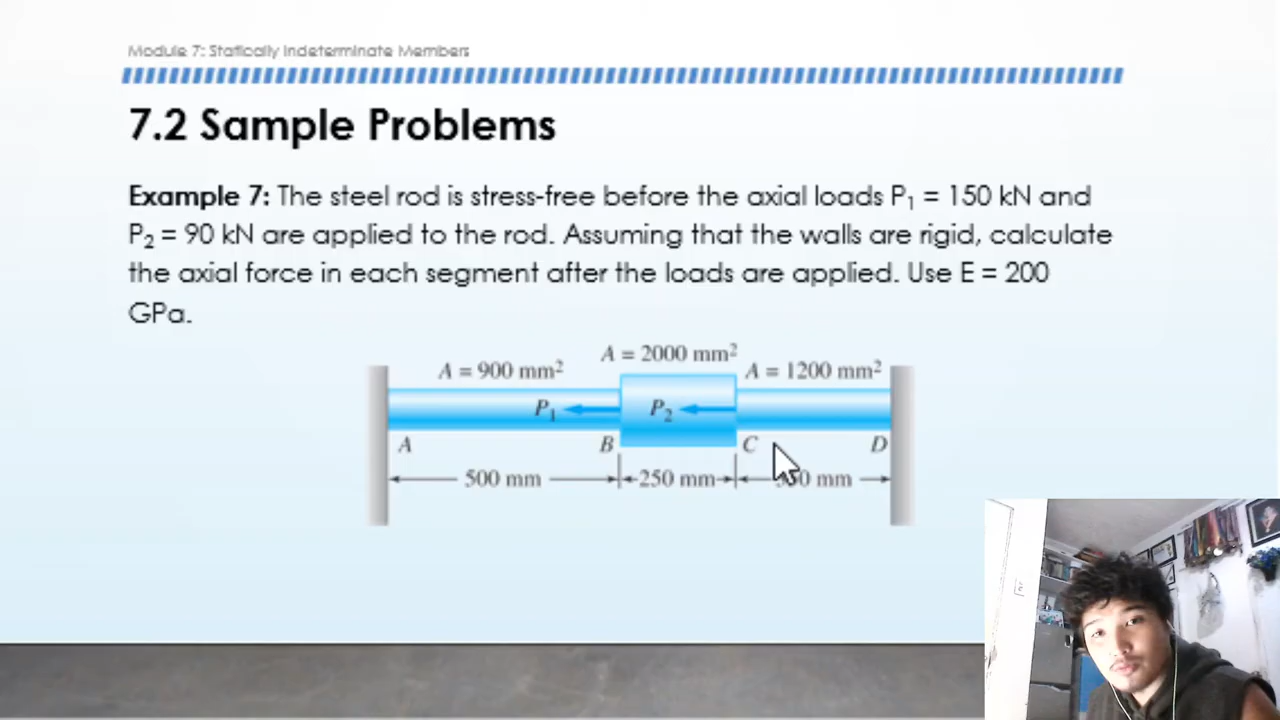 Module 7: Statically Indeterminate Members
7.2 Sample Problems
Example 7: The steel rod is stress-free before the axial loads P₁ = 150 kN and
P₂ = 90 kN are applied to the rod. Assuming that the walls are rigid, calculate
the axial force in each segment after the loads are applied. Use E = 200
GPa.
A = 900 mm² A = 2000 mm² A = 1200 mm²
P₁ P₂
A B C D
500 mm 250 mm mm